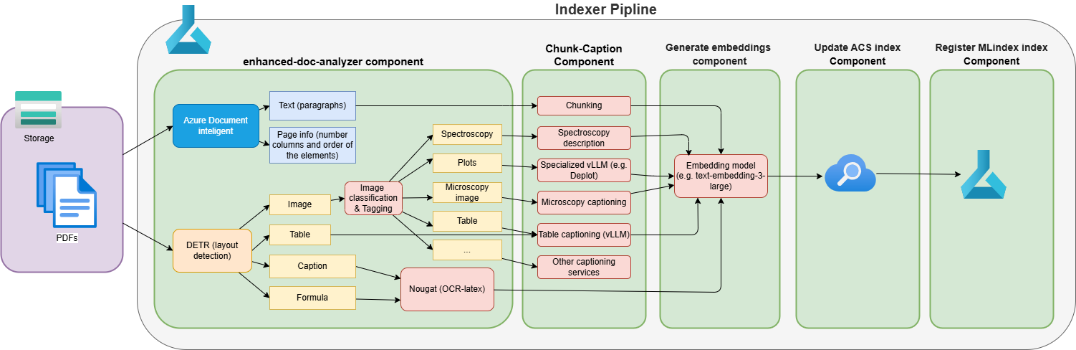 Indexer Pipline
Storage
PDFs
enhanced-doc-analyzer component
Azure Document
inteligent
Text (paragraphs)
Page info (number
columns and order of
the elements)
DETR (layout
detection)
Image
Table
Caption
Formula
Image
classification
& Tagging
Nougat (OCR-latex)
Spectroscopy
Plots
Microscopy
image
Table
...
Chunk-Caption
Component
Chunking
Spectroscopy
description
Specialized vLLM (e.g.
Deplot)
Microscopy captioning
Table captioning (vLLM)
Other captioning
services
Generate embeddings
component
Embedding model
(e.g. text-embedding-3-
large)
Update ACS index
Component
Register MLindex index
Component